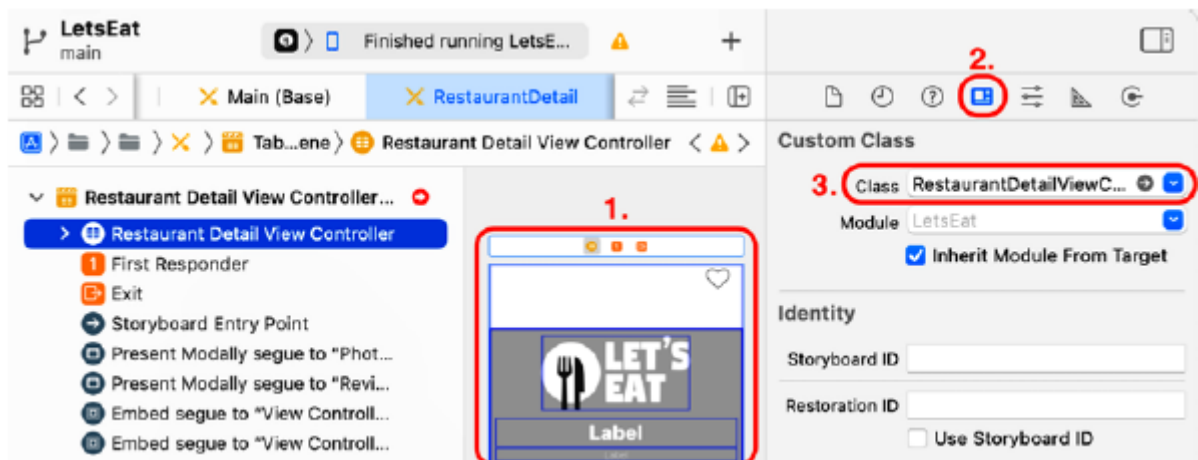 LetsEat
main
Finished running LetsE...
2.
Main (Base)
RestaurantDetail
Tab...ene
Restaurant Detail View Controller
Custom Class
3.
Class RestaurantDetailViewC...
Module LetsEat
Inherit Module From Target
Restaurant Detail View Controller...
1.
Restaurant Detail View Controller
First Responder
Exit
Storyboard Entry Point
Present Modally segue to "Phot...
Present Modally segue to "Revi...
Embed segue to "View Controll...
Embed segue to "View Controll...
LET'S
EAT
Label
Label
Identity
Storyboard ID
Restoration ID
Use Storyboard ID